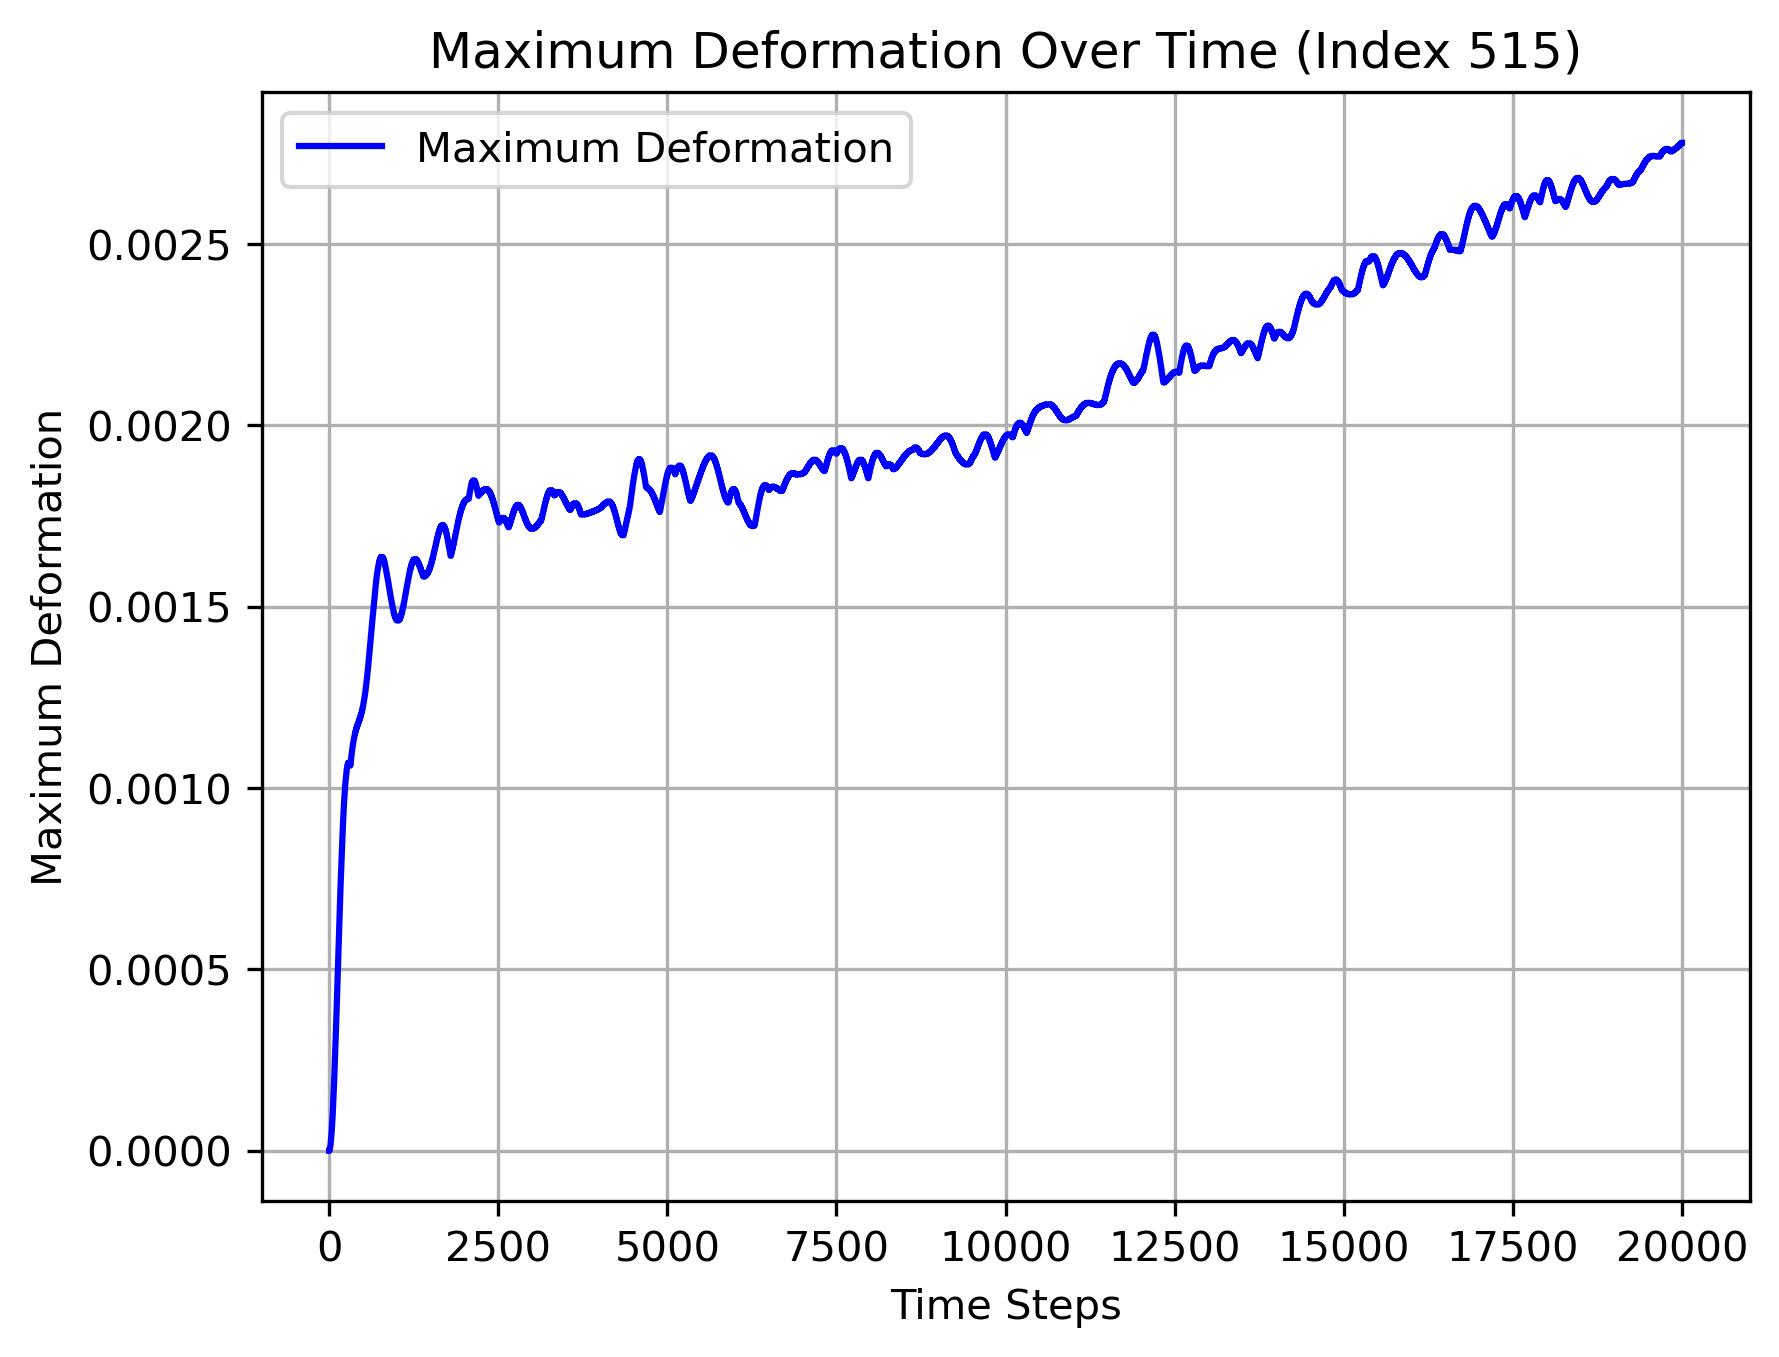 Maximum Deformation Over Time (Index 515)
Maximum Deformation
Maximum Deformation
0.0025
0.0020
0.0015
0.0010
0.0005
0.0000
0 2500 5000 7500 10000 12500 15000 17500 20000
Time Steps